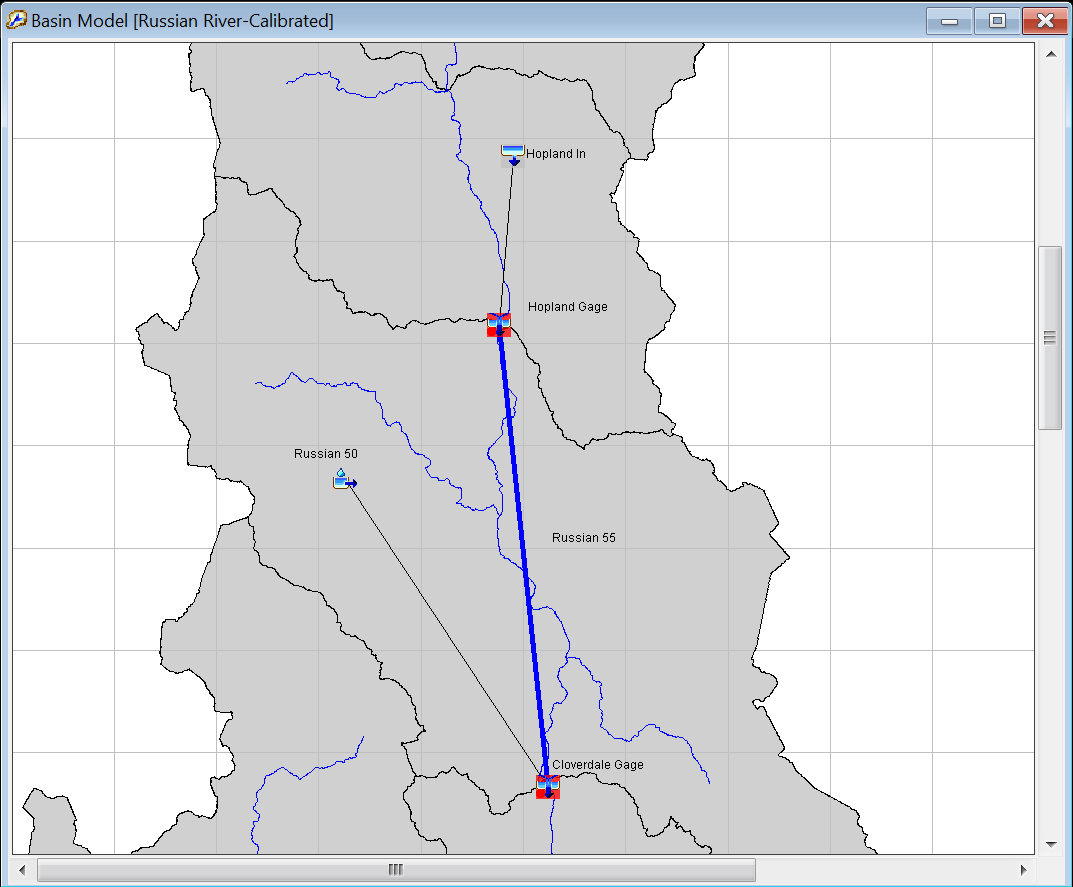 Basin Model [Russian River-Calibrated]
Hopland In
Hopland Gage
Russian 50
Russian 55
Cloverdale Gage